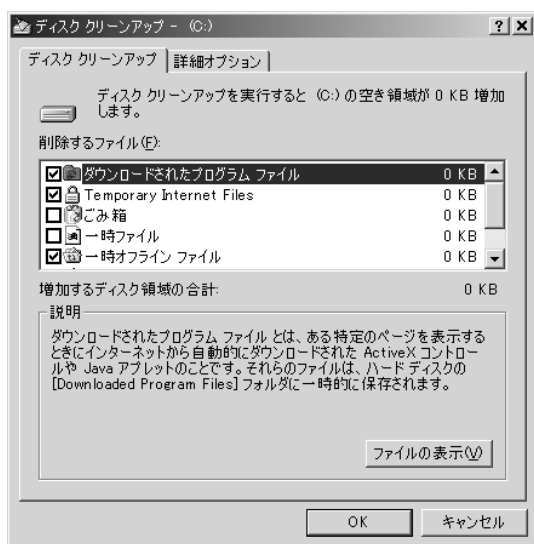 ディスク クリーンアップ - (C:)
ディスク クリーンアップ
詳細オプション
ディスク クリーンアップを実行すると (C:) の空き領域が 0 KB 増加
します。
削除するファイル(F):
ダウンロードされたプログラム ファイル 0 KB
Temporary Internet Files 0 KB
ごみ箱 0 KB
一時ファイル 0 KB
一時オフライン ファイル 0 KB
増加するディスク領域の合計: 0 KB
説明
ダウンロードされたプログラム ファイル とは、ある特定のページを表示する
ときにインターネットから自動的にダウンロードされた ActiveX コントロー
ルや Java アプレットのことです。それらのファイルは、ハード ディスクの
[Downloaded Program Files] フォルダに一時的に保存されます。
ファイルの表示(V)
OK
キャンセル